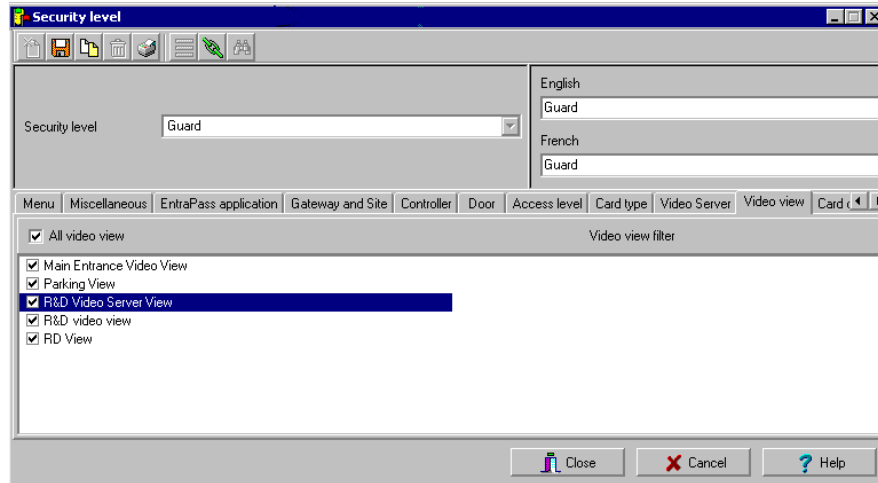 Security level
English
Guard
Security level Guard
French
Guard
Menu Miscellaneous EntraPass application Gateway and Site Controller Door Access level Card type Video Server Video view Card
All video view Video view filter
Main Entrance Video View
Parking View
R&D Video Server View
R&D video view
RD View
Close Cancel Help